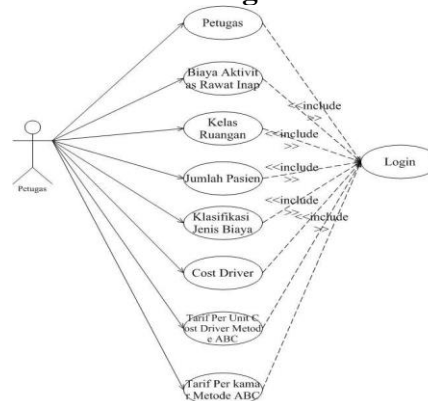 Petugas
Biaya Aktivit
as Rawat Inap
<<include
>>
Kelas
Ruangan
<<include
>>
Login
Jumlah Pasien
<<include
>>
Petugas
Klasifikasi
Jenis Biaya
<<include
>>
<<include
>>
Cost Driver
Tarif Per Unit C
ost Driver Metod
e ABC
Tarif Per kama
r Metode ABC